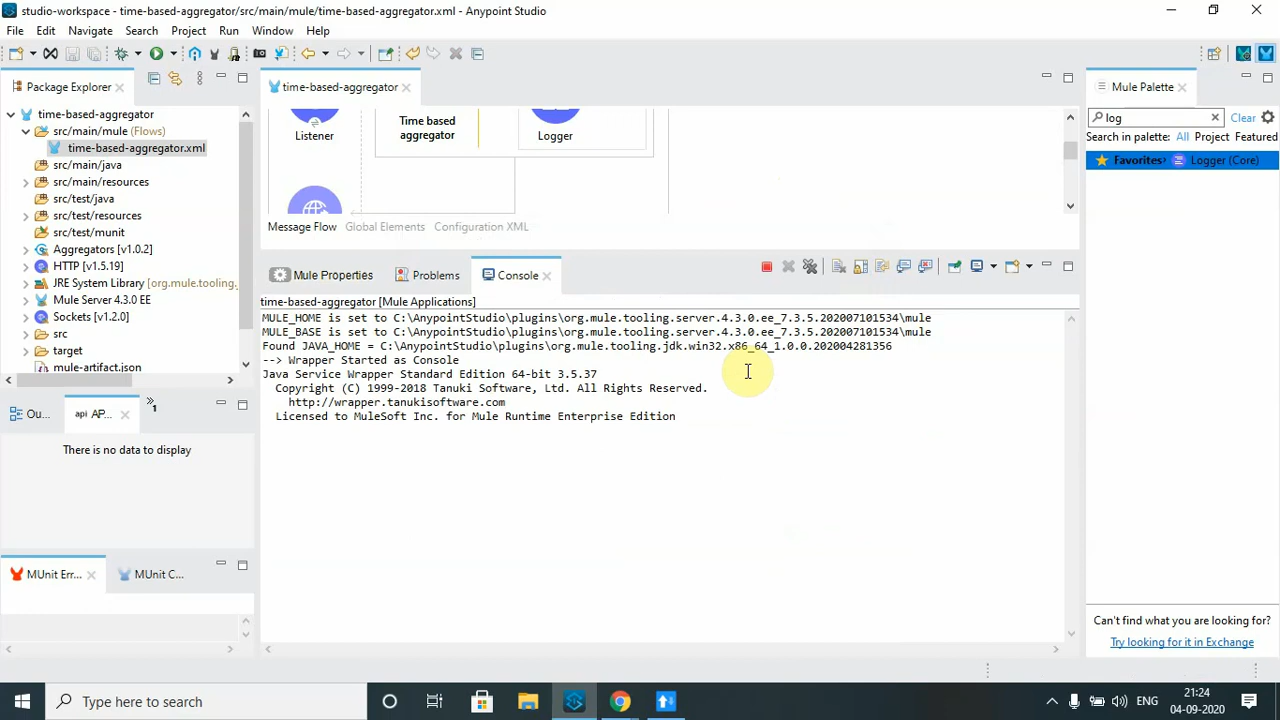 studio-workspace - time-based-aggregator/src/main/mule/time-based-aggregator.xml - Anypoint Studio
File Edit Navigate Search Project Run Window Help
Package Explorer
time-based-aggregator
src/main/mule (Flows)
time-based-aggregator.xml
src/main/java
src/main/resources
src/test/java
src/test/resources
src/test/munit
Aggregators [v1.0.2]
HTTP [v1.5.19]
JRE System Library [org.mule.tooling.
Mule Server 4.3.0 EE
Sockets [v1.2.0]
src
target
mule-artifact.json
Ou...
api AP...
1
There is no data to display
MUnit Err...
MUnit C...
time-based-aggregator
Listener
Time based
aggregator
Logger
Message Flow Global Elements Configuration XML
Mule Properties
Problems
Console
time-based-aggregator [Mule Applications]
MULE_HOME is set to C:\AnypointStudio\plugins\org.mule.tooling.server.4.3.0.ee_7.3.5.202007101534\mule
MULE_BASE is set to C:\AnypointStudio\plugins\org.mule.tooling.server.4.3.0.ee_7.3.5.202007101534\mule
Found JAVA_HOME = C:\AnypointStudio\plugins\org.mule.tooling.jdk.win32.x86_64_1.0.0.202004281356
--> Wrapper Started as Console
Java Service Wrapper Standard Edition 64-bit 3.5.37
Copyright (C) 1999-2018 Tanuki Software, Ltd. All Rights Reserved.
http://wrapper.tanukisoftware.com
Licensed to MuleSoft Inc. for Mule Runtime Enterprise Edition
Mule Palette
log
Clear
Search in palette: All Project Featured
Favorites Logger (Core)
Can't find what you are looking for?
Try looking for it in Exchange
Type here to search
ENG
21:24
04-09-2020